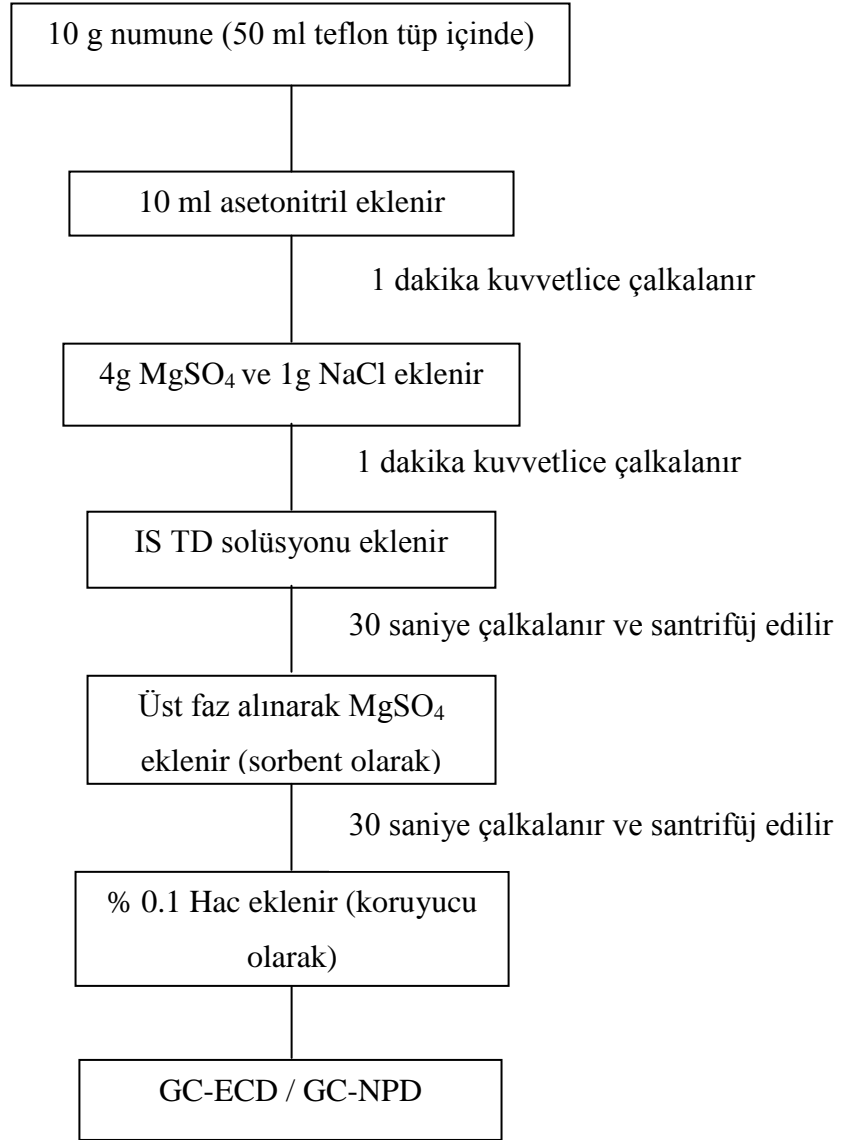 10 g numune (50 ml teflon tüp içinde)
10 ml asetonitril eklenir
1 dakika kuvvetlice çalkalanır
4g MgSO₄ ve 1g NaCl eklenir
1 dakika kuvvetlice çalkalanır
IS TD solüsyonu eklenir
30 saniye çalkalanır ve santrifüj edilir
Üst faz alınarak MgSO₄
eklenir (sorbent olarak)
30 saniye çalkalanır ve santrifüj edilir
% 0.1 Hac eklenir (koruyucu
olarak)
GC-ECD / GC-NPD